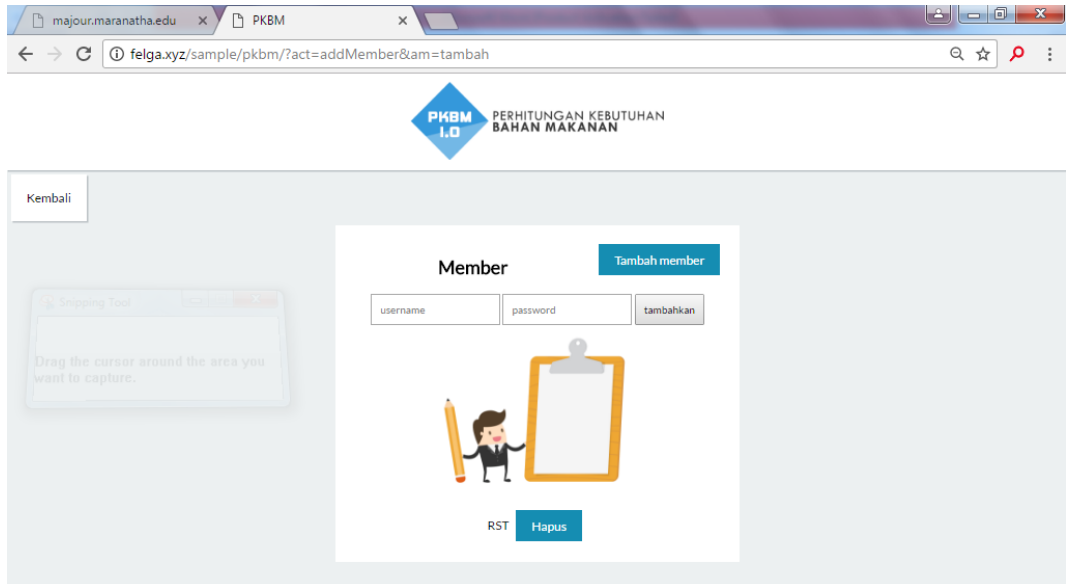 majour.maranatha.edu
PKBM
felga.xyz/sample/pkbm/?act=addMember&am=tambah
PKBM
1.0
PERHITUNGAN KEBUTUHAN
BAHAN MAKANAN
Kembali
Member
Tambah member
username
password
tambahkan
Snipping Tool
Drag the cursor around the area you
want to capture.
RST
Hapus